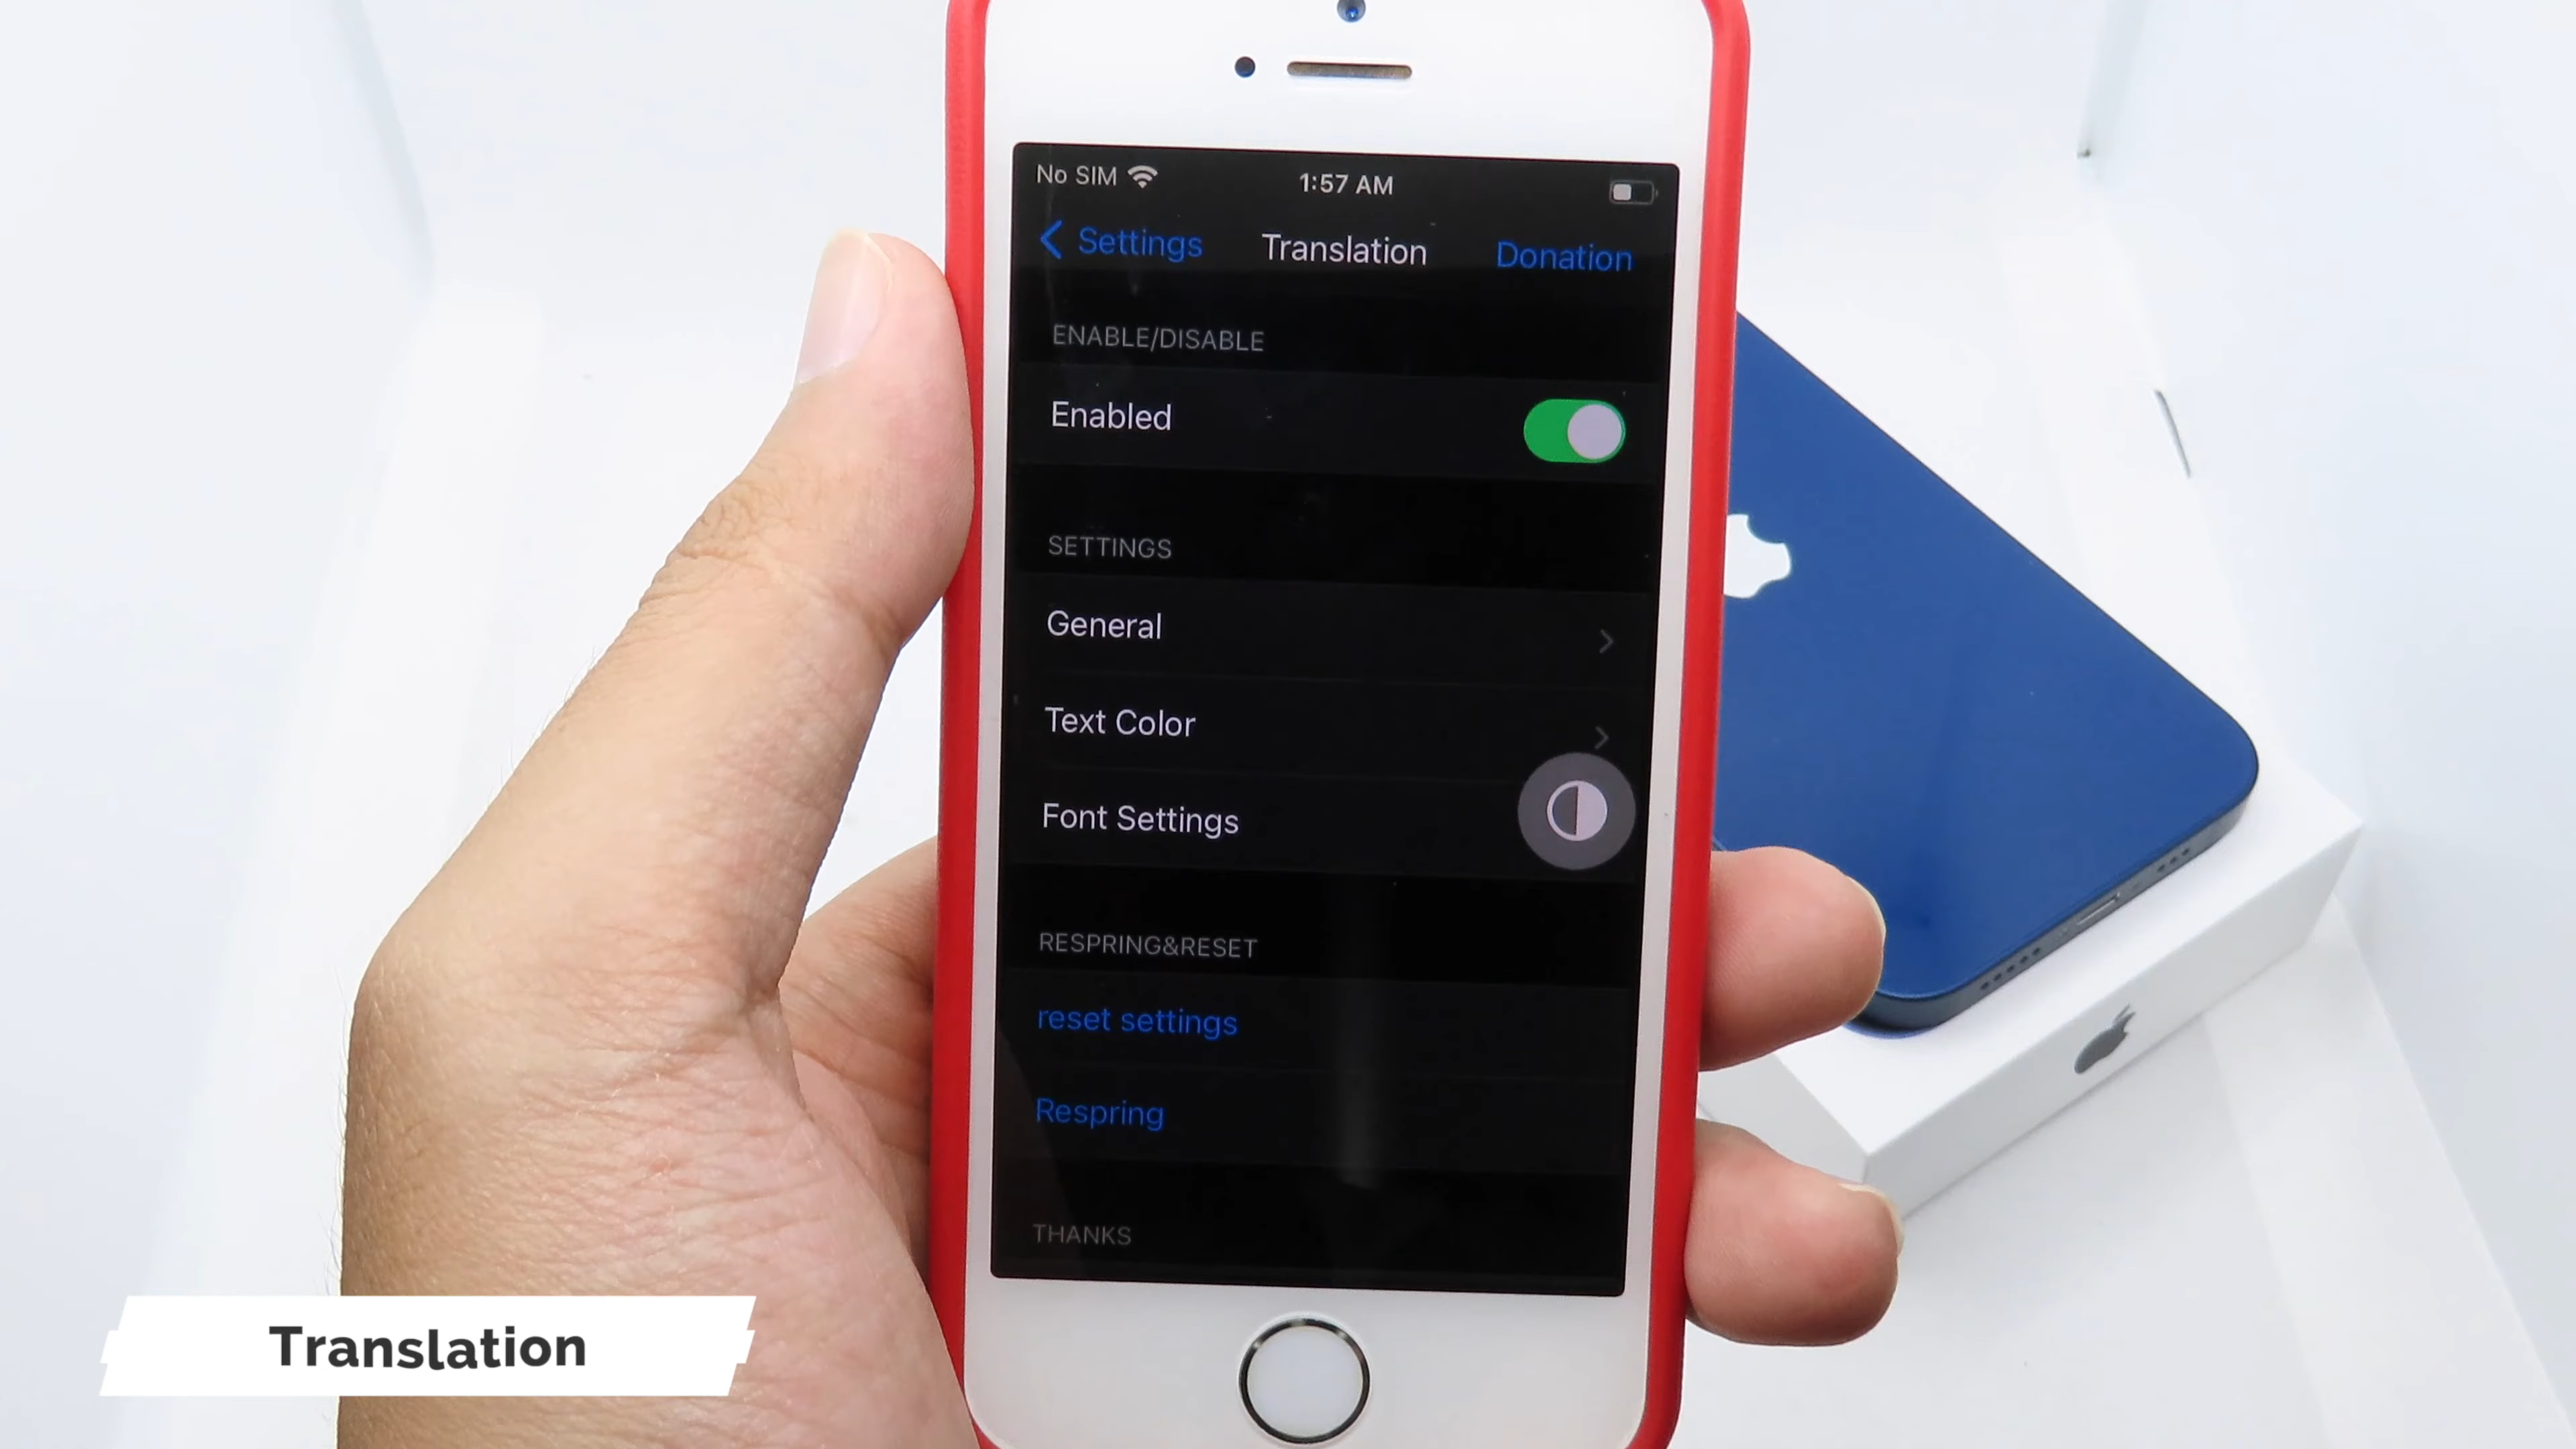 No SIM
1:57 AM
Settings
Translation
Donation
ENABLE/DISABLE
Enabled
SETTINGS
General
Text Color
Font Settings
RESPRING&RESET
reset settings
Respring
THANKS
Translation